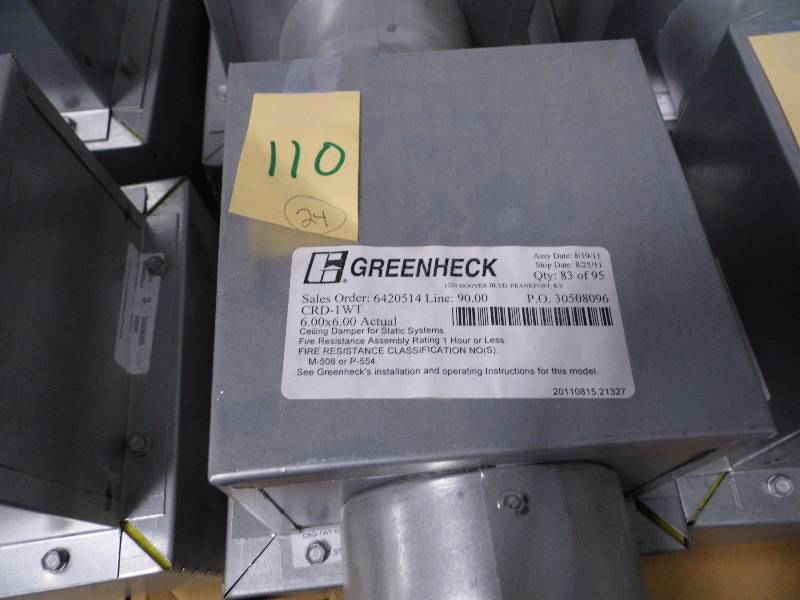 110
24
GREENHECK
Assy Date: 8/19/11
Ship Date: 8/25/11
Qty: 83 of 95
1220 HOOVER BLVD, FRANKFORT, KY
Sales Order: 6420514 Line: 90.00 P.O. 30508096
CRD-1WT
6.00x6.00 Actual
Ceiling Damper for Static Systems.
Fire Resistance Assembly Rating 1 Hour or Less.
FIRE RESISTANCE CLASSIFICATION NO(S):
M-508 or P-554.
See Greenheck's installation and operating Instructions for this model.
20110815.21327
CRD-1WT